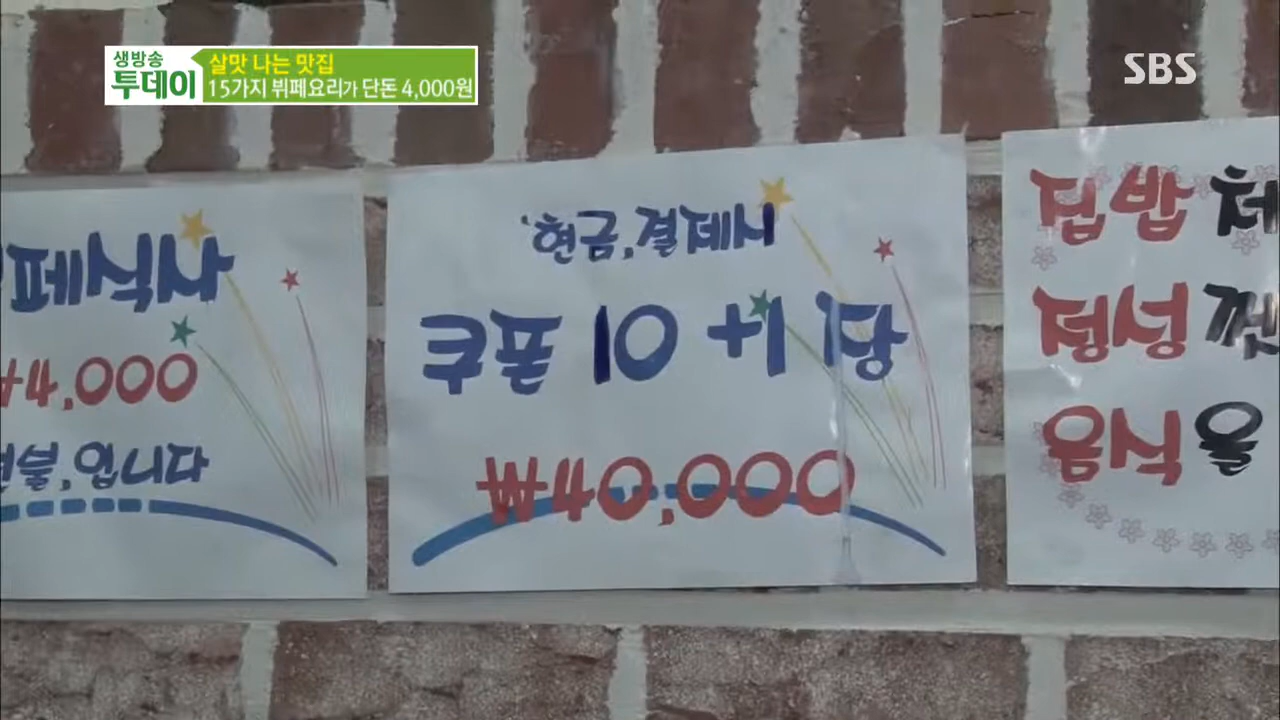 생방송
투데이
살맛 나는 맛집
15가지 뷔페요리가 단돈 4,000원
SBS
페식사
₩4,000
선불,입니다
'현금,결제시
쿠폰 10+1 당
₩40,000
집밥처
정성껏
음식을